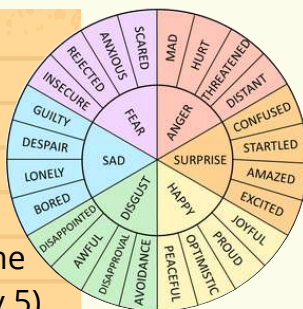 MAD
HURT
THREATENED
DISTANT
CONFUSED
STARTLED
AMAZED
EXCITED
JOYFUL
PROUD
OPTIMISTIC
PEACEFUL
AVOIDANCE
DISAPPROVAL
AWFUL
DISAPPOINTED
BORED
LONELY
DESPAIR
GUILTY
INSECURE
REJECTED
ANXIOUS
SCARED
ANGER
SURPRISE
HAPPY
DISGUST
SAD
FEAR
5)